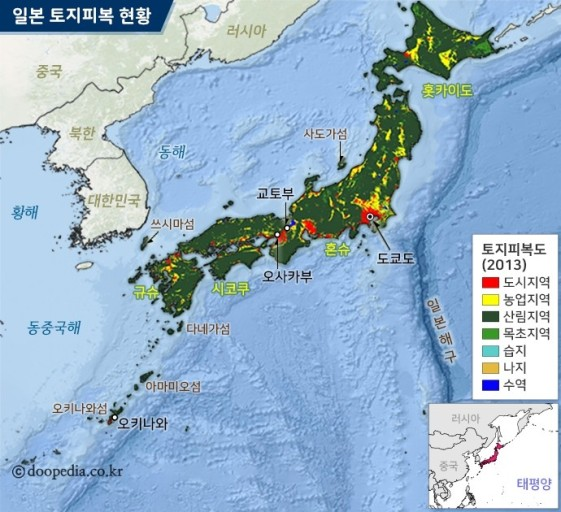 일본 토지피복 현황
러시아
중국
홋카이도
북한
동해
사도가섬
대한민국
교토부
황해
쓰시마섬
도쿄도
혼슈
오사카부
시코쿠
규슈
동중국해
다네가섬
일본해구
아마미오섬
오키나와섬
오키나와
토지피복도
(2013)
도시지역
농업지역
산림지역
목초지역
습지
나지
수역
러시아
중국
태평양
ⓒdoopedia.co.kr